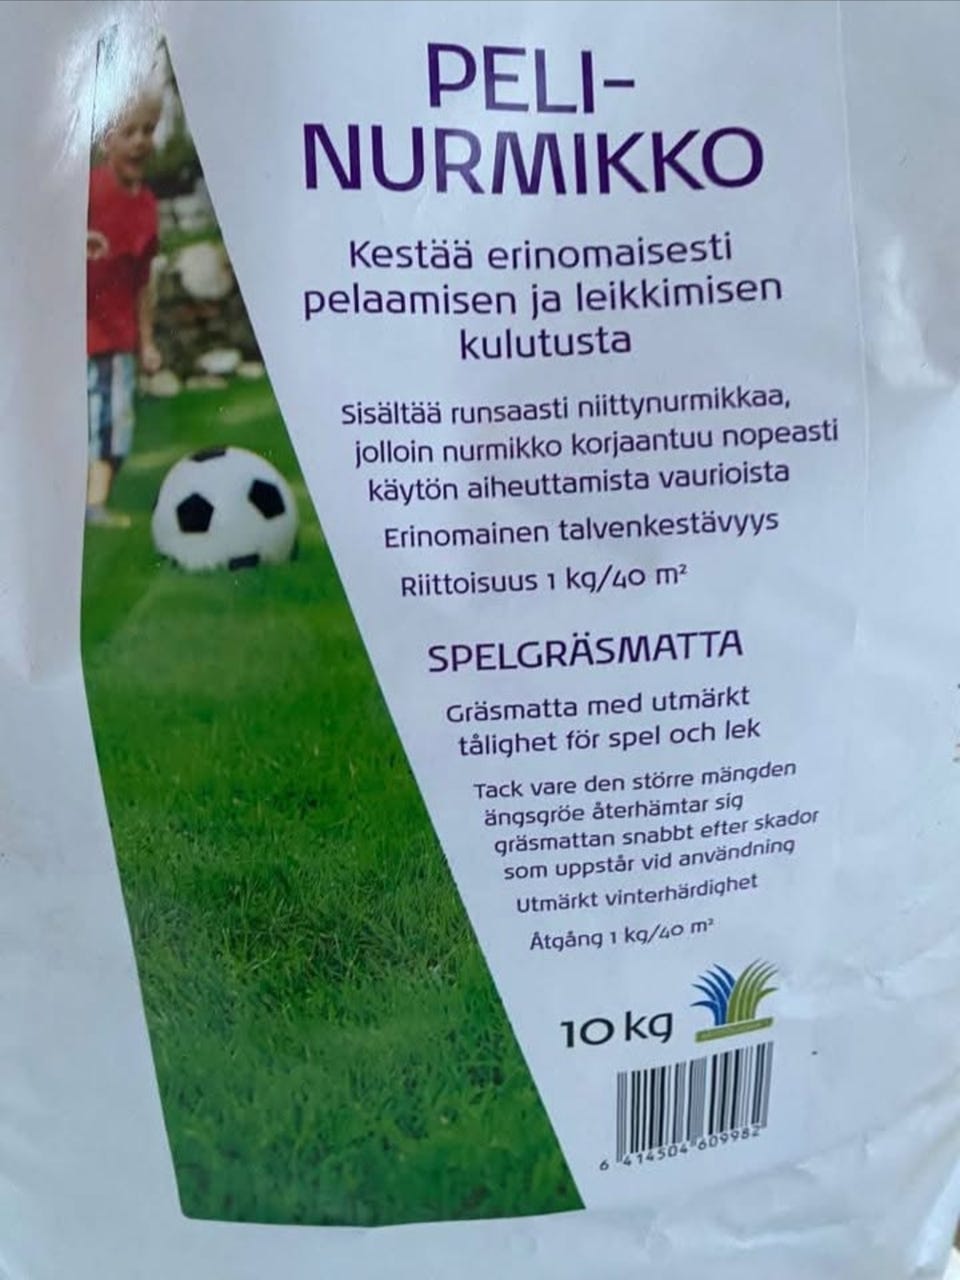 PELI-
NURMIKKO
Kestää erinomaisesti
pelaamisen ja leikkimisen
kulutusta
Sisältää runsaasti niittynurmikkaa,
jolloin nurmikko korjaantuu nopeasti
käytön aiheuttamista vaurioista
Erinomainen talvenkestävyys
Riittoisuus 1 kg/40 m²
SPELGRÄSMATTA
Gräsmatta med utmärkt
tålighet för spel och lek
Tack vare den större mängden
ängsgröe återhämtar sig
gräsmattan snabbt efter skador
som uppstår vid användning
Utmärkt vinterhärdighet
Åtgång 1 kg/40 m²
10 kg
6 414504 609982